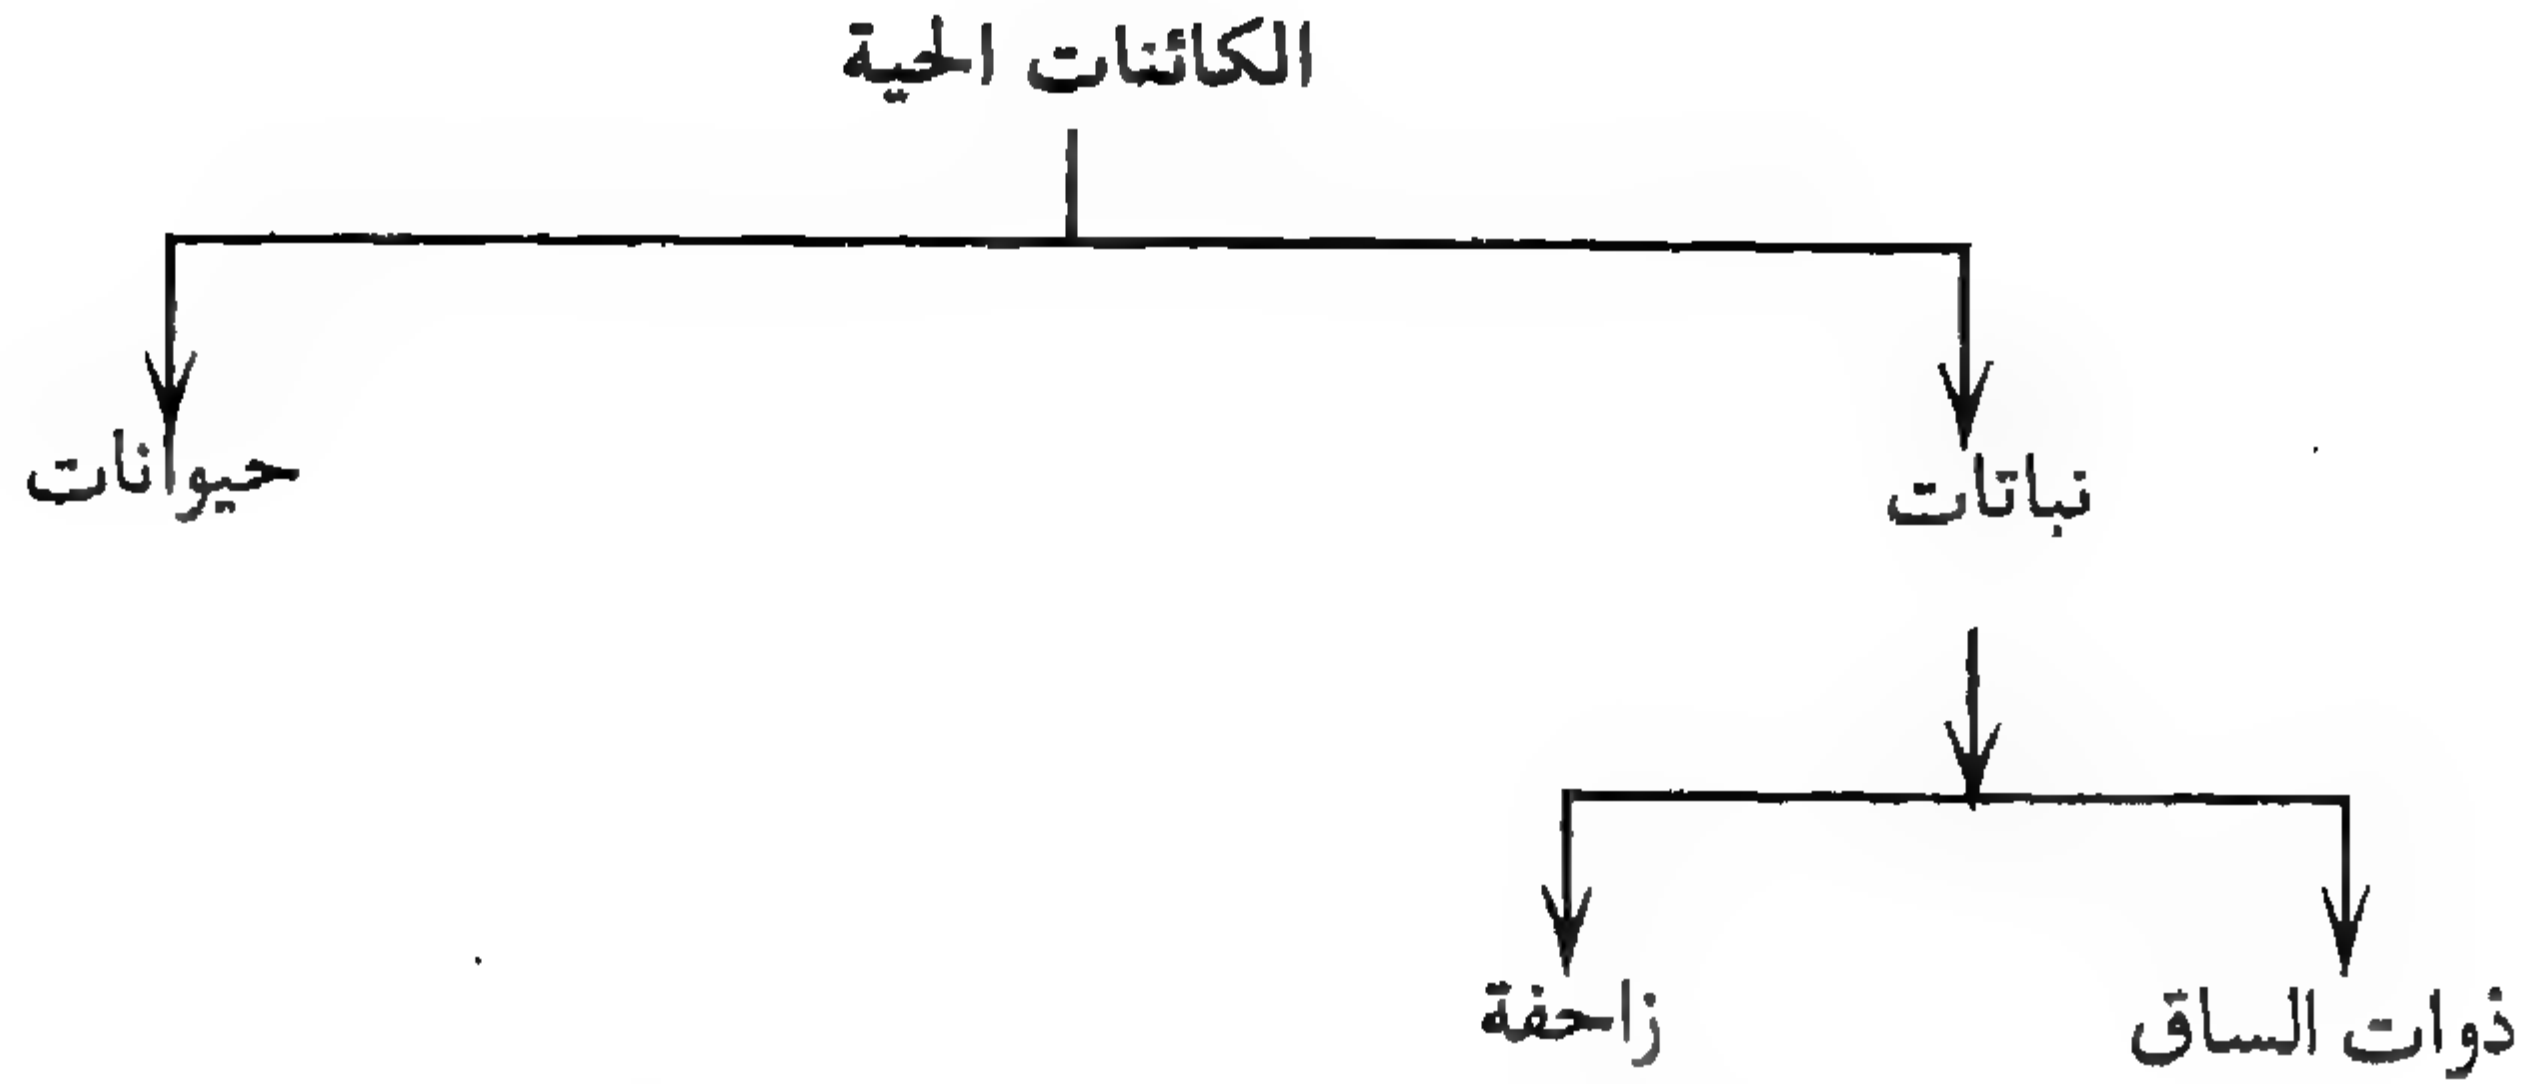 الكائنات الحية
نباتات
حيوانات
ذوات الساق
زاحفة